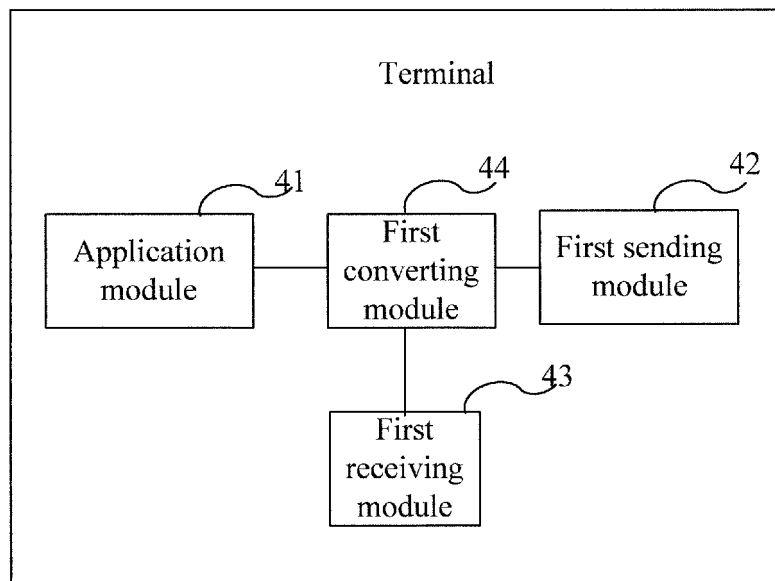 Terminal
41
44
42
Application
module
First
converting
module
First sending
module
43
First
receiving
module